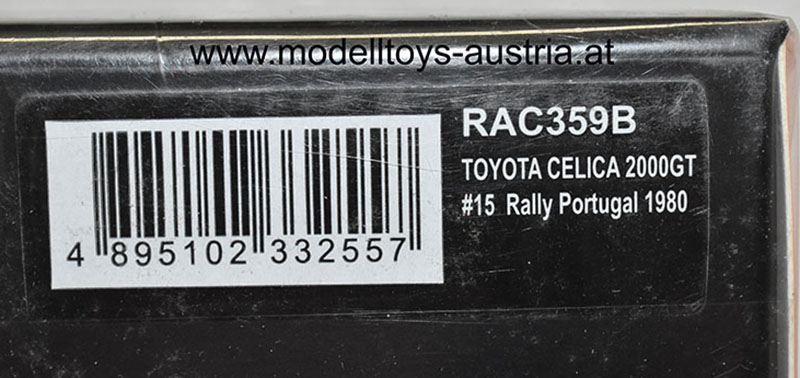 www.modelltoys-austria.at
RAC359B
TOYOTA CELICA 2000GT
#15 Rally Portugal 1980
4 895102 332557